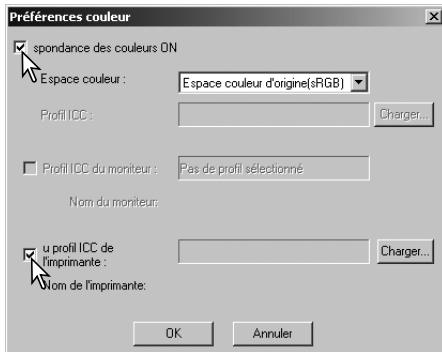 Préférences couleur
spondance des couleurs ON
Espace couleur :
Espace couleur d'origine(sRGB)
Profil ICC :
Charger...
Profil ICC du moniteur :
Pas de profil sélectionné
Nom du moniteur:
u profil ICC de
l'imprimante :
Charger...
Nom de l'imprimante:
OK
Annuler